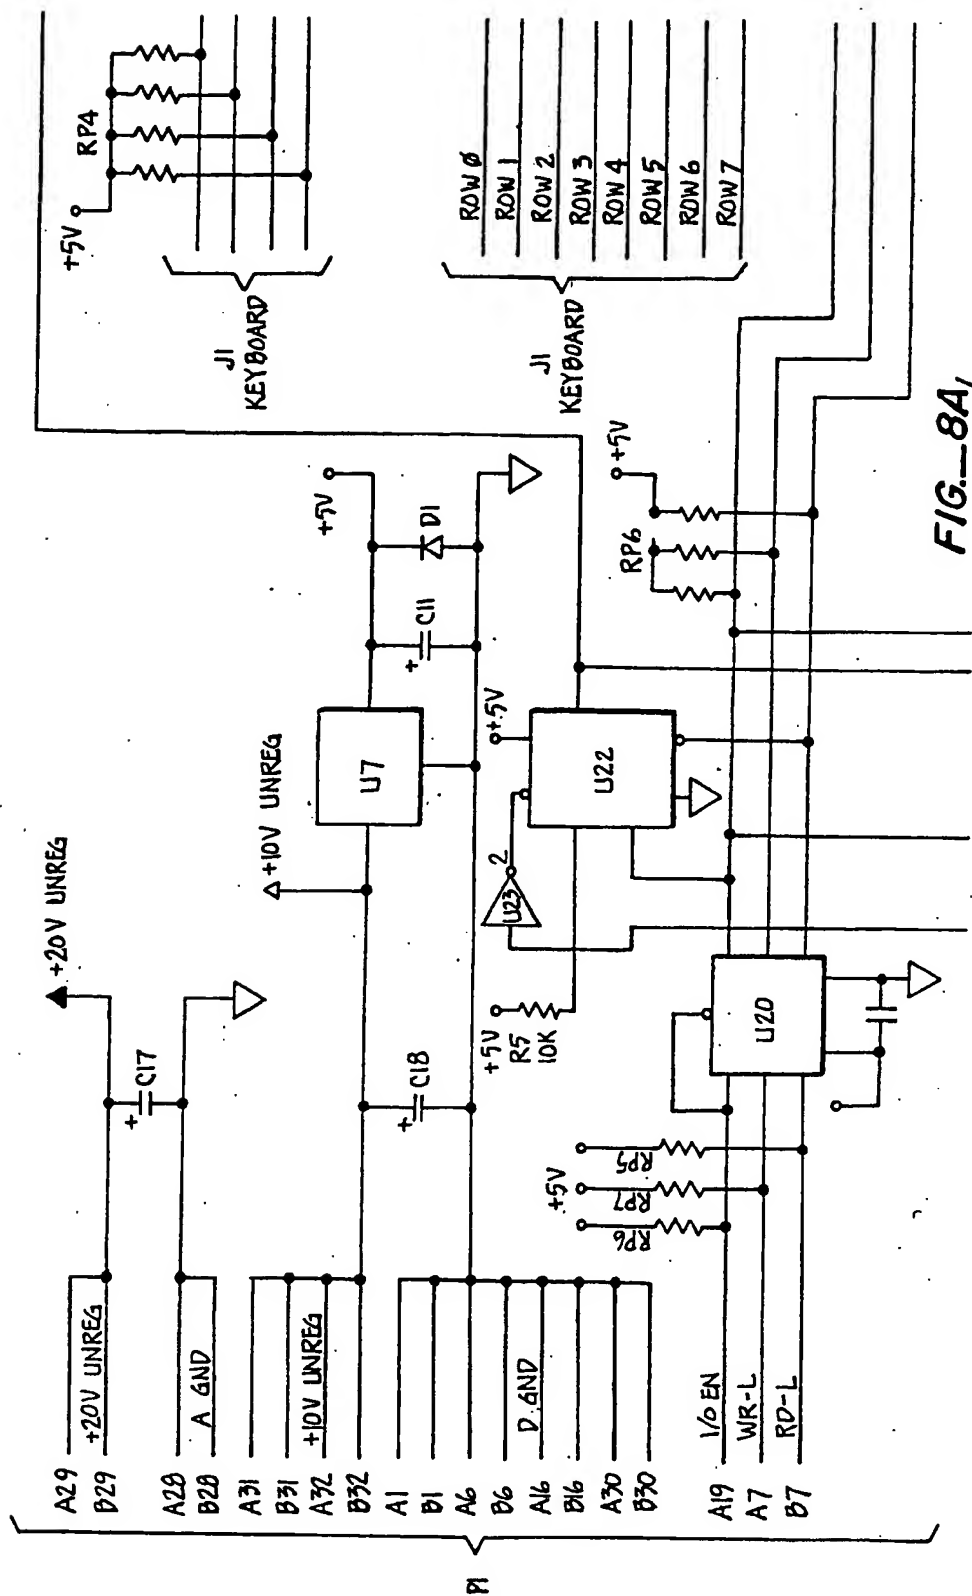 P1
A29
B29
+20V UNREG
A28
B28
A GND
A31
B31
A32
B32
+10V UNREG
A1
B1
A6
B6
A16
B16
A30
B30
D. GND
A19
A7
B7
I/O EN
WR-L
RD-L
+20V UNREG
+
C17
+10V UNREG
+
C18
U7
+
C11
D1
+5V
+5V
R5
10K
U23
2
+5V
U22
+5V
RP6
RP7
RP5
U20
RP6
+5V
+5V
RP4
J1
KEYBOARD
J1
KEYBOARD
ROW 0
ROW 1
ROW 2
ROW 3
ROW 4
ROW 5
ROW 6
ROW 7
FIG.—8A,